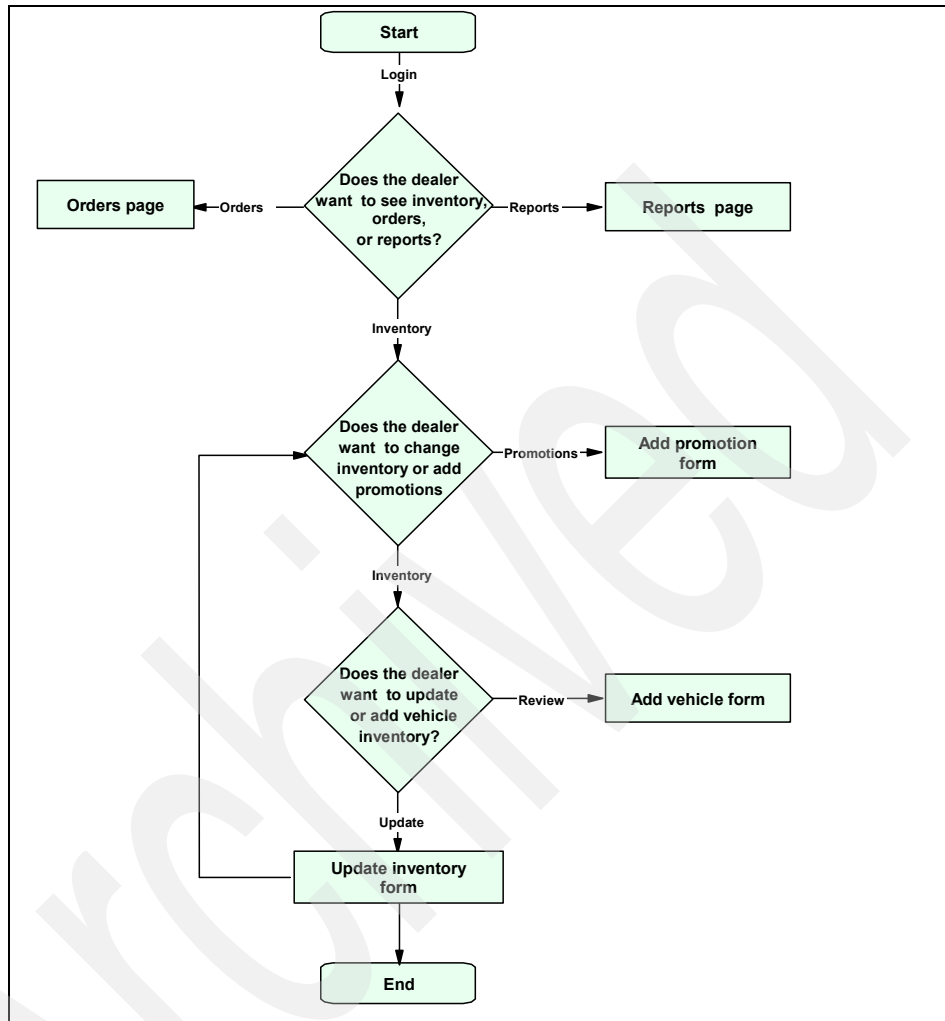 Start
Login
Does the dealer
want to see inventory,
orders,
or reports?
Orders page
Orders
Reports
Reports page
Inventory
Does the dealer
want to change
inventory or add
promotions
Promotions
Add promotion
form
Inventory
Does the dealer
want to update
or add vehicle
inventory?
Review
Add vehicle form
Update
Update inventory
form
End
Archived